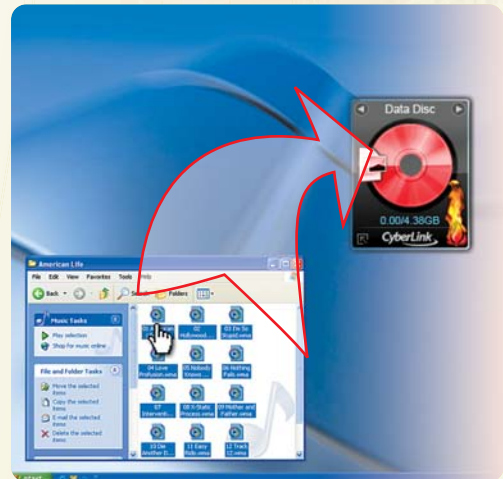 Data Disc
0.00/4.38GB
CyberLink
American Life
File Edit View Favorites Tools Help
Back Search Folders
Music Tasks
Play selection
Shop for music online
File and Folder Tasks
Move the selected items
Copy the selected items
E-mail the selected items
Delete the selected items
02 Hollywood...
03 I'm So Stupid.wma
04 Love Profusion.wma
05 Nobody Knows ...
06 Nothing Fails.wma
07 Interventi...
08 X-Static Process.wma
09 Mother and Father.wma
10 Die Another D...
11 Easy Ride.wma
12 Track 12.wma
start